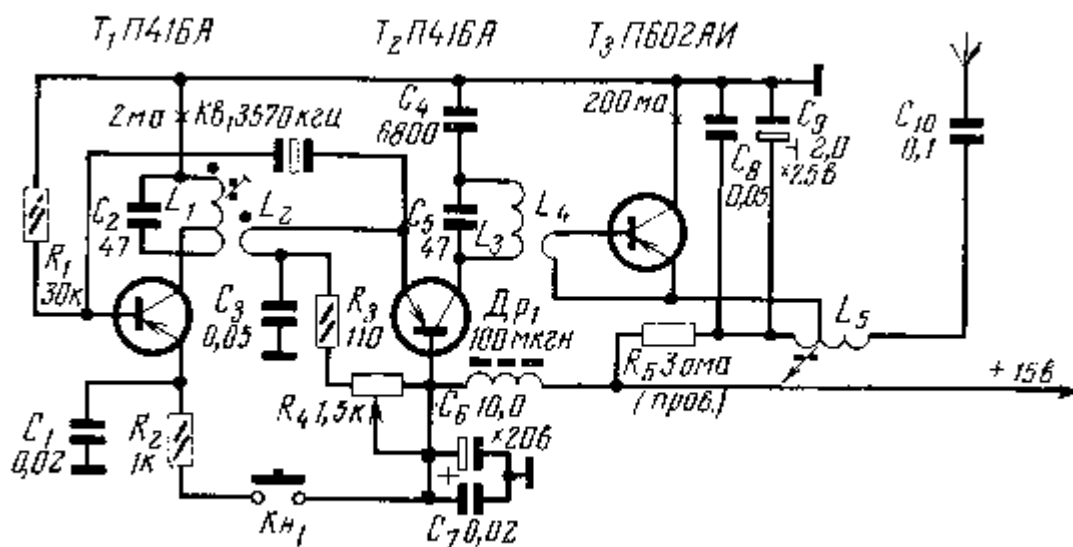 Т₁ П416А
Т₂ П416А
Т₃ П602АИ
2ма
Кв₁ 3570 кгц
С₄
6800
200ма
С₉
2,0
×25в
С₁₀
0,1
С₈
0,05
R₁
30к
С₂
47
L₁
L₂
С₅
47
L₃
L₄
С₃
0,05
R₃
110
Др₁
100 мкгн
L₅
R₅ 3 ома
(пров.)
+15в
R₄ 1,5к
С₆ 10,0
×20в
+
С₁
0,02
R₂
1к
Кн₁
С₇ 0,02